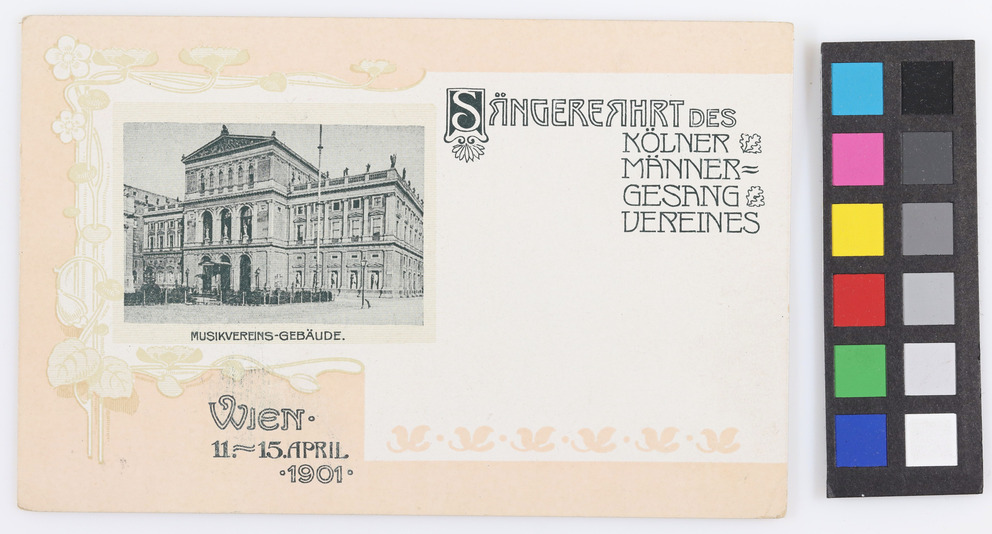 SÄNGERFAHRT DES
KÖLNER
MÄNNER=
GESANG
VEREINES
MUSIKVEREINS-GEBÄUDE.
WIEN·
11.–15. APRIL
·1901·